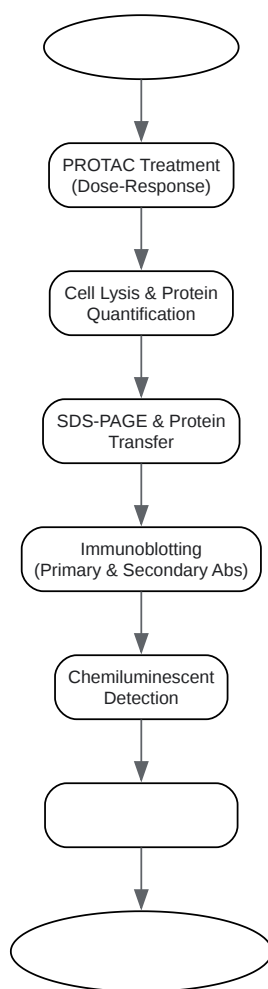 PROTAC Treatment
(Dose-Response)
Cell Lysis & Protein
Quantification
SDS-PAGE & Protein
Transfer
Immunoblotting
(Primary & Secondary Abs)
Chemiluminescent
Detection